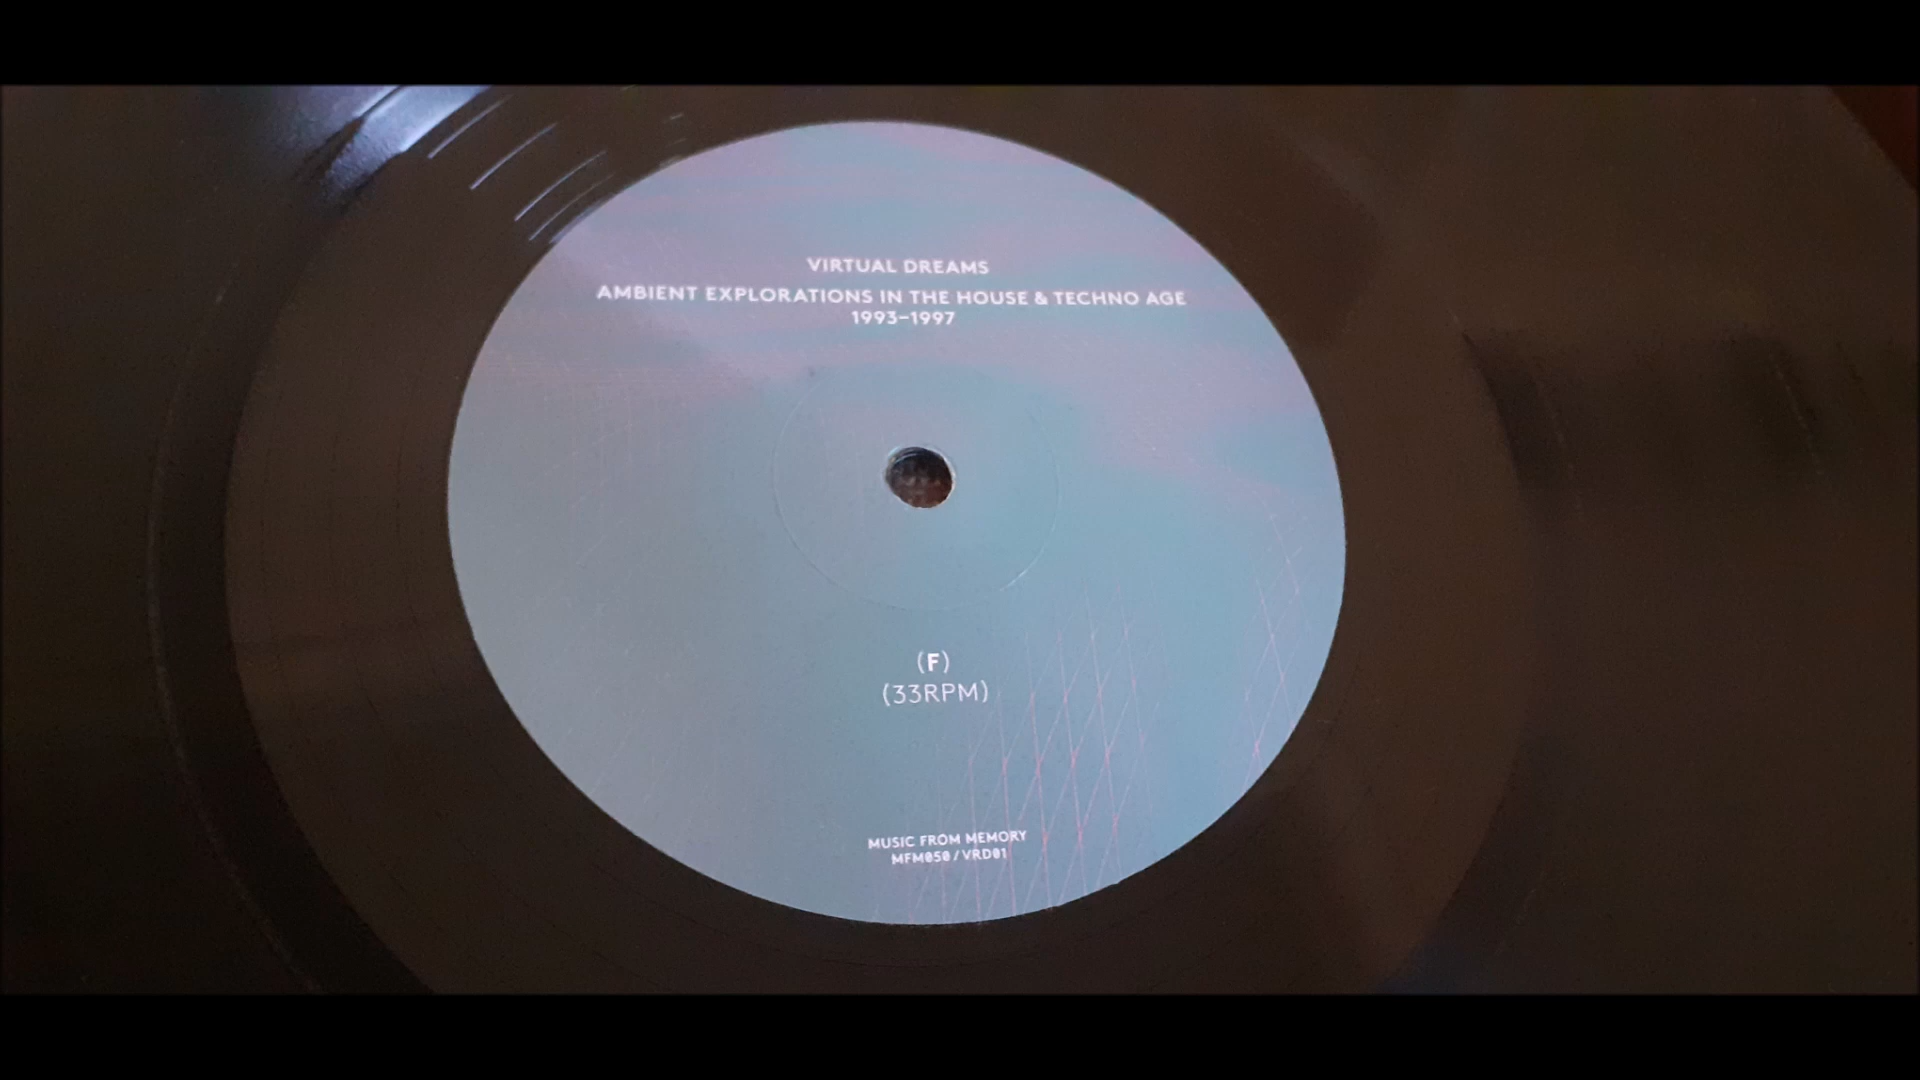 VIRTUAL DREAMS
AMBIENT EXPLORATIONS IN THE HOUSE & TECHNO AGE
1993–1997
(F)
(33RPM)
MUSIC FROM MEMORY
MFM050 / VRD01